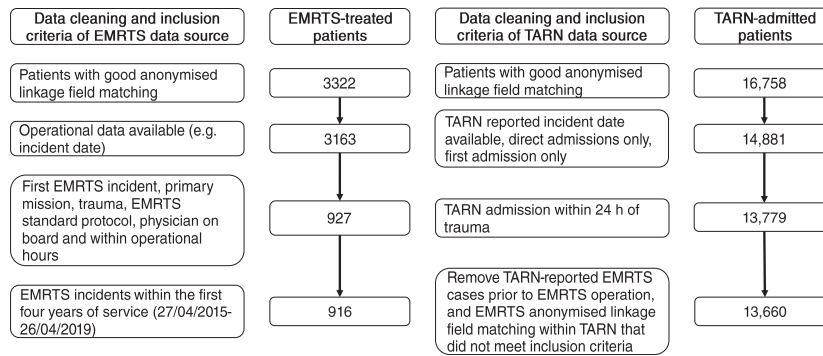 Data cleaning and inclusion
criteria of EMRTS data source
EMRTS-treated
patients
Data cleaning and inclusion
criteria of TARN data source
TARN-admitted
patients
Patients with good anonymised
linkage field matching
3322
Patients with good anonymised
linkage field matching
16,758
Operational data available (e.g.
incident date)
3163
TARN reported incident date
available, direct admissions only,
first admission only
14,881
First EMRTS incident, primary
mission, trauma, EMRTS
standard protocol, physician on
board and within operational
hours
927
TARN admission within 24 h of
trauma
13,779
EMRTS incidents within the first
four years of service (27/04/2015-
26/04/2019)
916
Remove TARN-reported EMRTS
cases prior to EMRTS operation,
and EMRTS anonymised linkage
field matching within TARN that
did not meet inclusion criteria
13,660